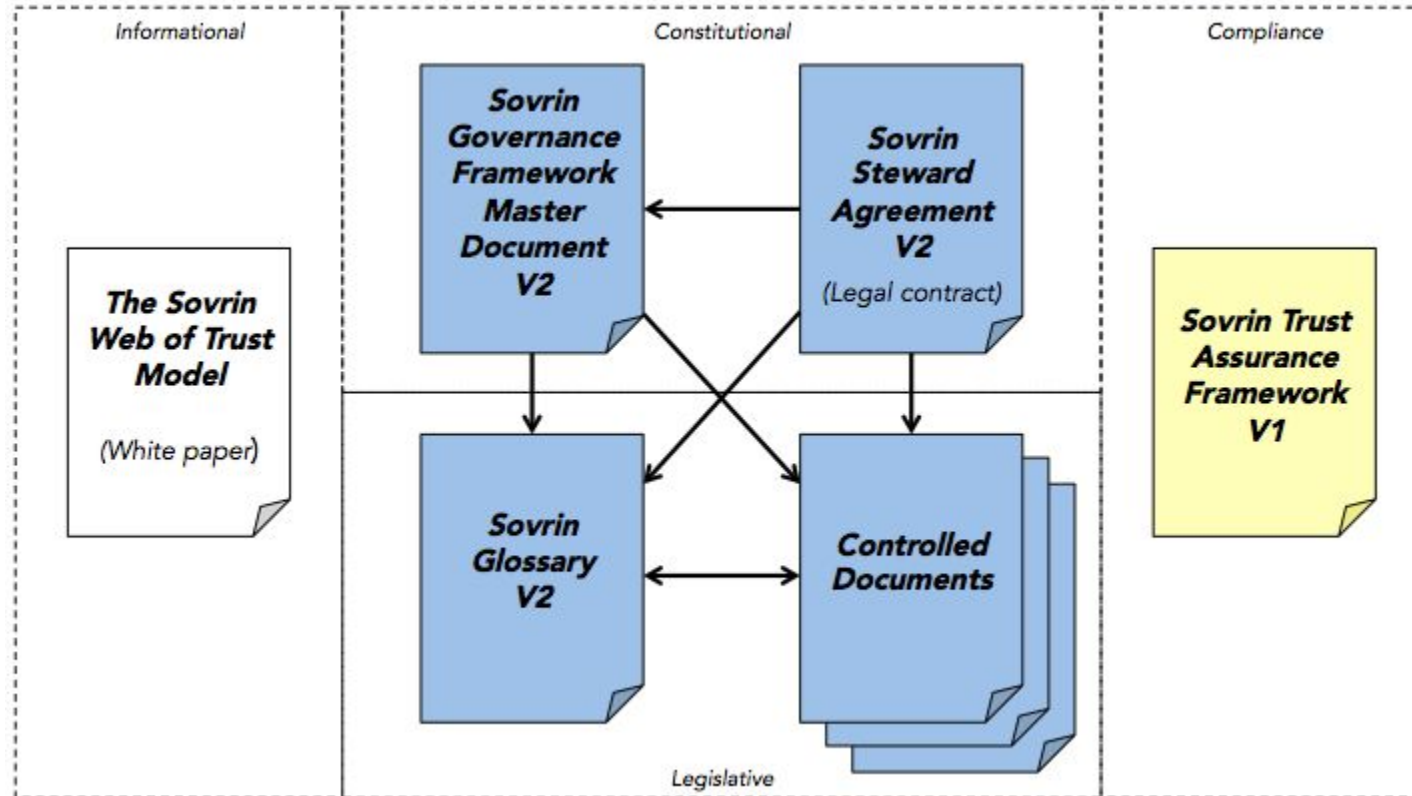 Informational
Constitutional
Compliance
Sovrin
Governance
Framework
Master
Document
V2
Sovrin
Steward
Agreement
V2
(Legal contract)
The Sovrin
Web of Trust
Model
(White paper)
Sovrin Trust
Assurance
Framework
V1
Sovrin
Glossary
V2
Controlled
Documents
Legislative